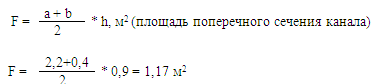 F = a + b / 2 * h, м² (площадь поперечного сечения канала)
F = 2,2+0,4 / 2 * 0,9 = 1,17 м²